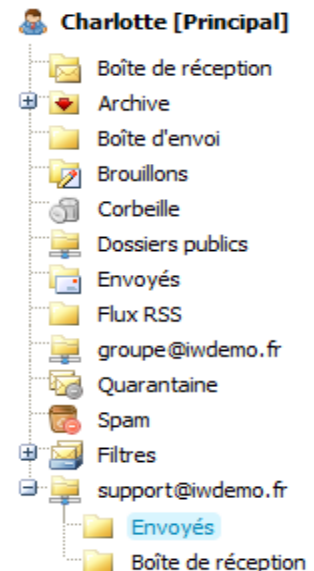 Charlotte [Principal]
Boîte de réception
Archive
Boîte d'envoi
Brouillons
Corbeille
Dossiers publics
Envoyés
Flux RSS
groupe@iwdemo.fr
Quarantaine
Spam
Filtres
support@iwdemo.fr
Envoyés
Boîte de réception